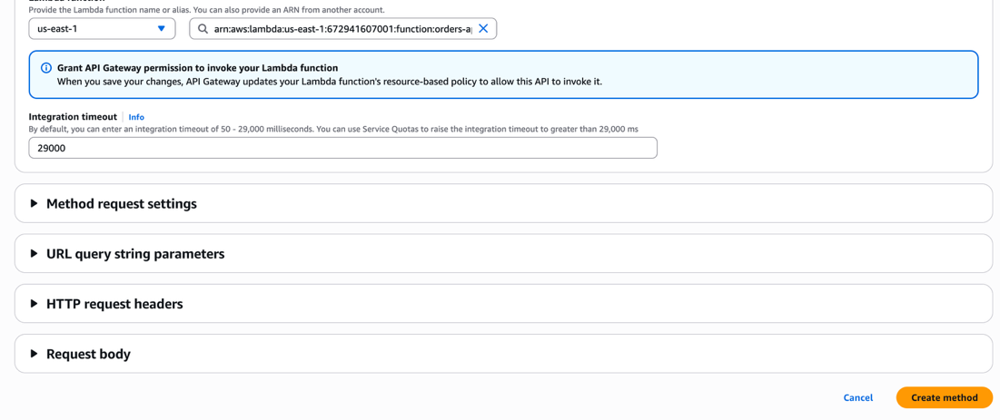 Lambda function
Provide the Lambda function name or alias. You can also provide an ARN from another account.
us-east-1
arn:aws:lambda:us-east-1:672941607001:function:orders-a
Grant API Gateway permission to invoke your Lambda function
When you save your changes, API Gateway updates your Lambda function's resource-based policy to allow this API to invoke it.
Integration timeout Info
By default, you can enter an integration timeout of 50 - 29,000 milliseconds. You can use Service Quotas to raise the integration timeout to greater than 29,000 ms
29000
Method request settings
URL query string parameters
HTTP request headers
Request body
Cancel
Create method